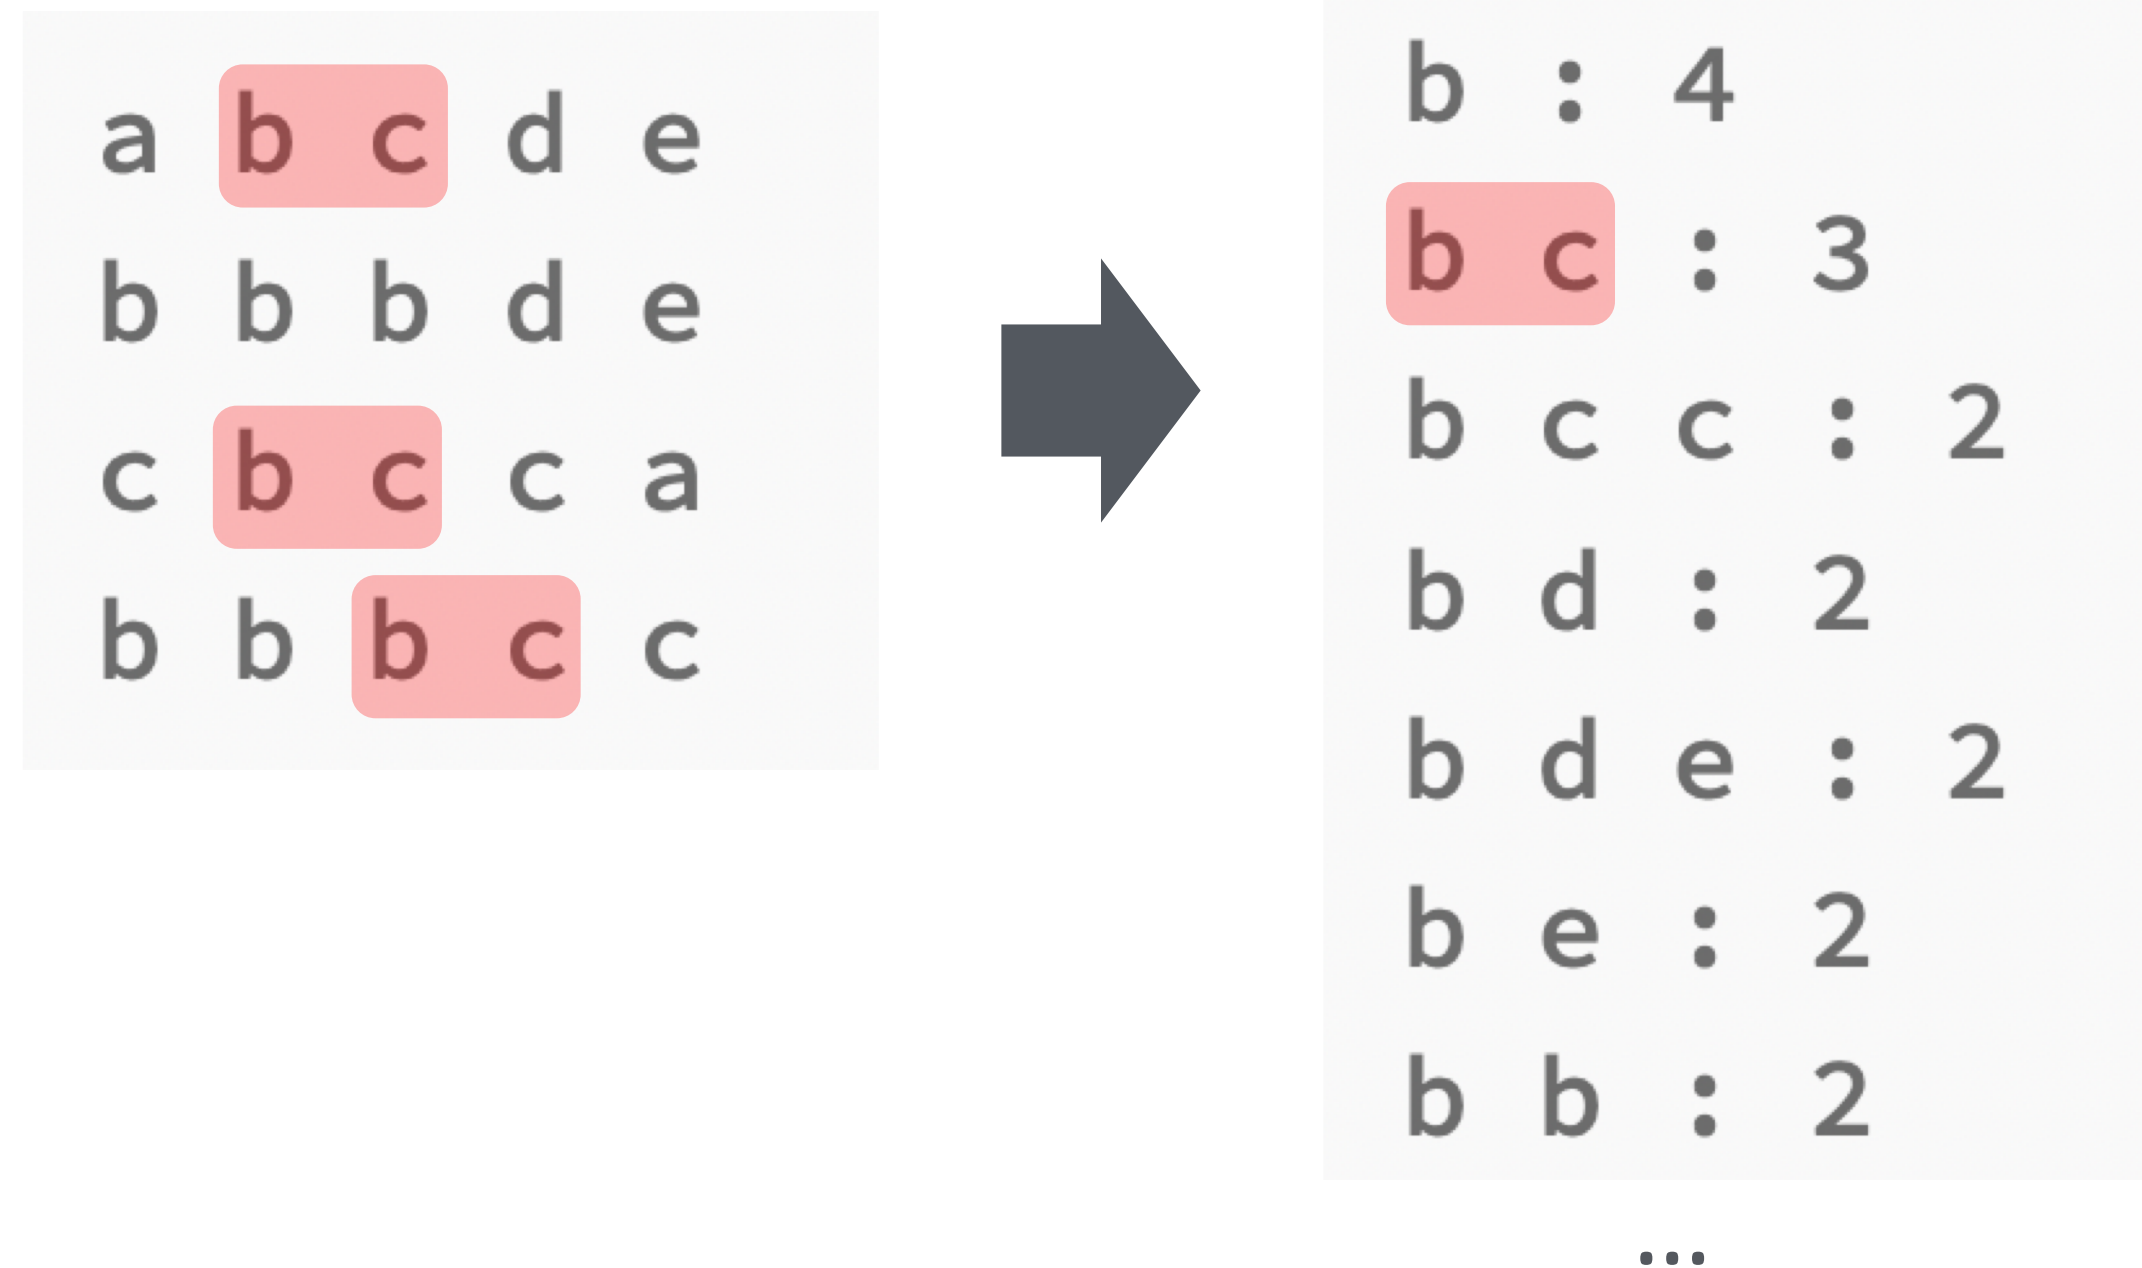 a b c d e
b b b d e
c b c c a
b b b c c
b : 4
b c : 3
b c c : 2
b d : 2
b d e : 2
b e : 2
b b : 2
...